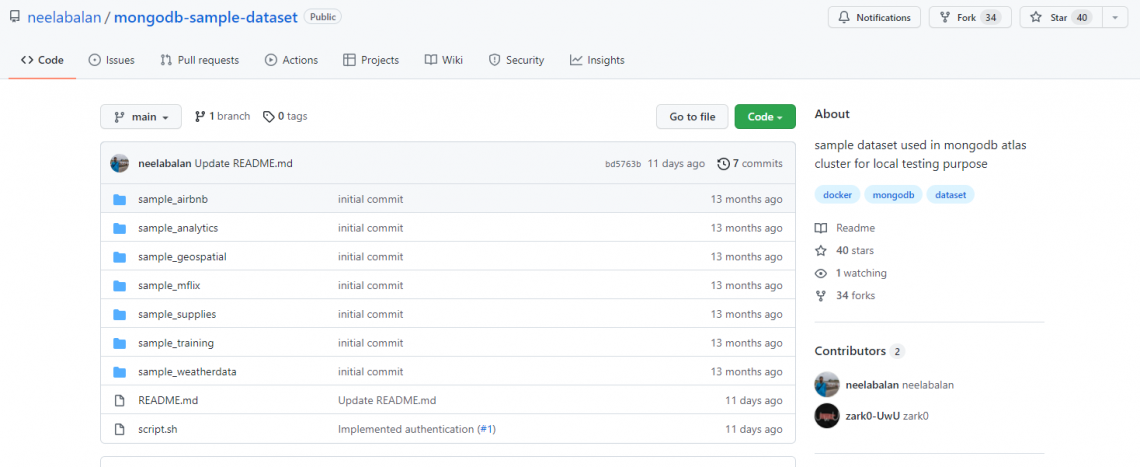 neelabalan / mongodb-sample-dataset Public Notifications Fork 34 Star 40
Code Issues Pull requests Actions Projects Wiki Security Insights
main 1 branch 0 tags Go to file Code
neelabalan Update README.md bd5763b 11 days ago 7 commits
sample_airbnb initial commit 13 months ago
sample_analytics initial commit 13 months ago
sample_geospatial initial commit 13 months ago
sample_mflix initial commit 13 months ago
sample_supplies initial commit 13 months ago
sample_training initial commit 13 months ago
sample_weatherdata initial commit 13 months ago
README.md Update README.md 11 days ago
script.sh Implemented authentication (#1) 11 days ago
About
sample dataset used in mongodb atlas
cluster for local testing purpose
docker mongodb dataset
Readme
40 stars
1 watching
34 forks
Contributors 2
neelabalan neelabalan
zark0-UwU zark0